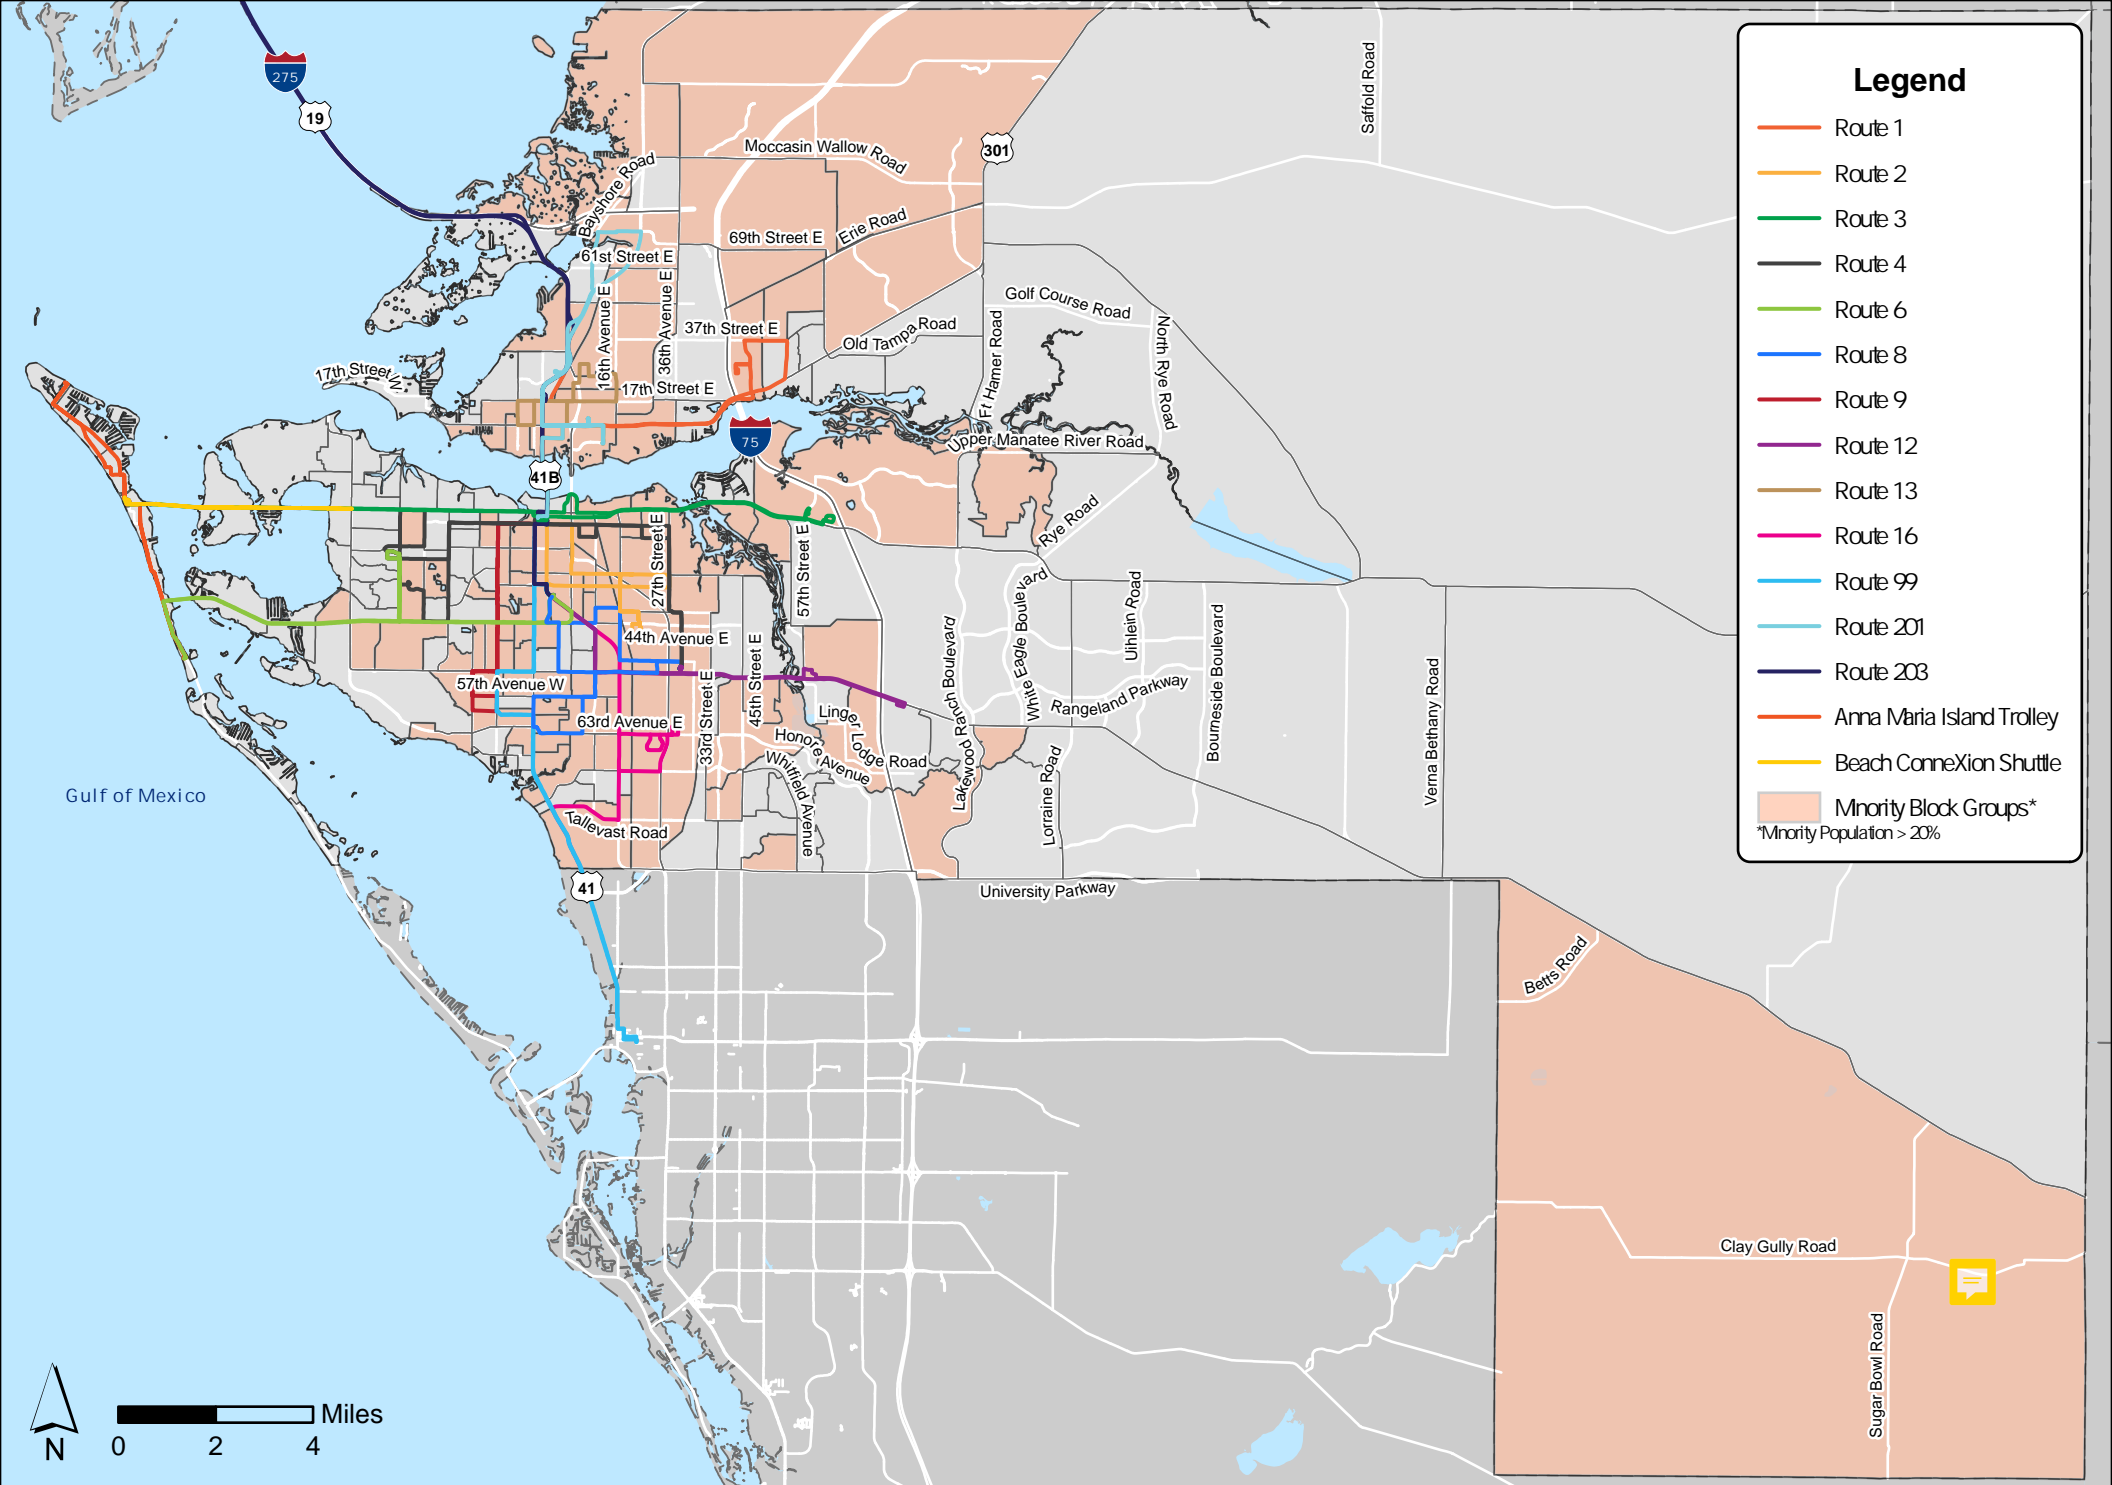 275
19
Moccasin Wallow Road
301
Saffold Road
Bayshore Road
69th Street E
Erie Road
61st Street E
16th Avenue E
36th Avenue E
37th Street E
Golf Course Road
Old Tampa Road
Ft Hamer Road
North Rye Road
17th Street W
17th Street E
75
Upper Manatee River Road
41B
27th Street E
57th Street E
Rye Road
44th Avenue E
45th Street E
White Eagle Boulevard
Uihlein Road
Bourneside Boulevard
57th Avenue W
33rd Street E
Lakewood Ranch Boulevard
Rangeland Parkway
Verna Bethany Road
63rd Avenue E
Linger Lodge Road
Honore Avenue
Whitfield Avenue
Lorraine Road
Tallevast Road
Gulf of Mexico
41
University Parkway
Betts Road
Clay Gully Road
Sugar Bowl Road
N
Miles
0 2 4
Legend
Route 1
Route 2
Route 3
Route 4
Route 6
Route 8
Route 9
Route 12
Route 13
Route 16
Route 99
Route 201
Route 203
Anna Maria Island Trolley
Beach ConneXion Shuttle
Minority Block Groups*
*Minority Population > 20%